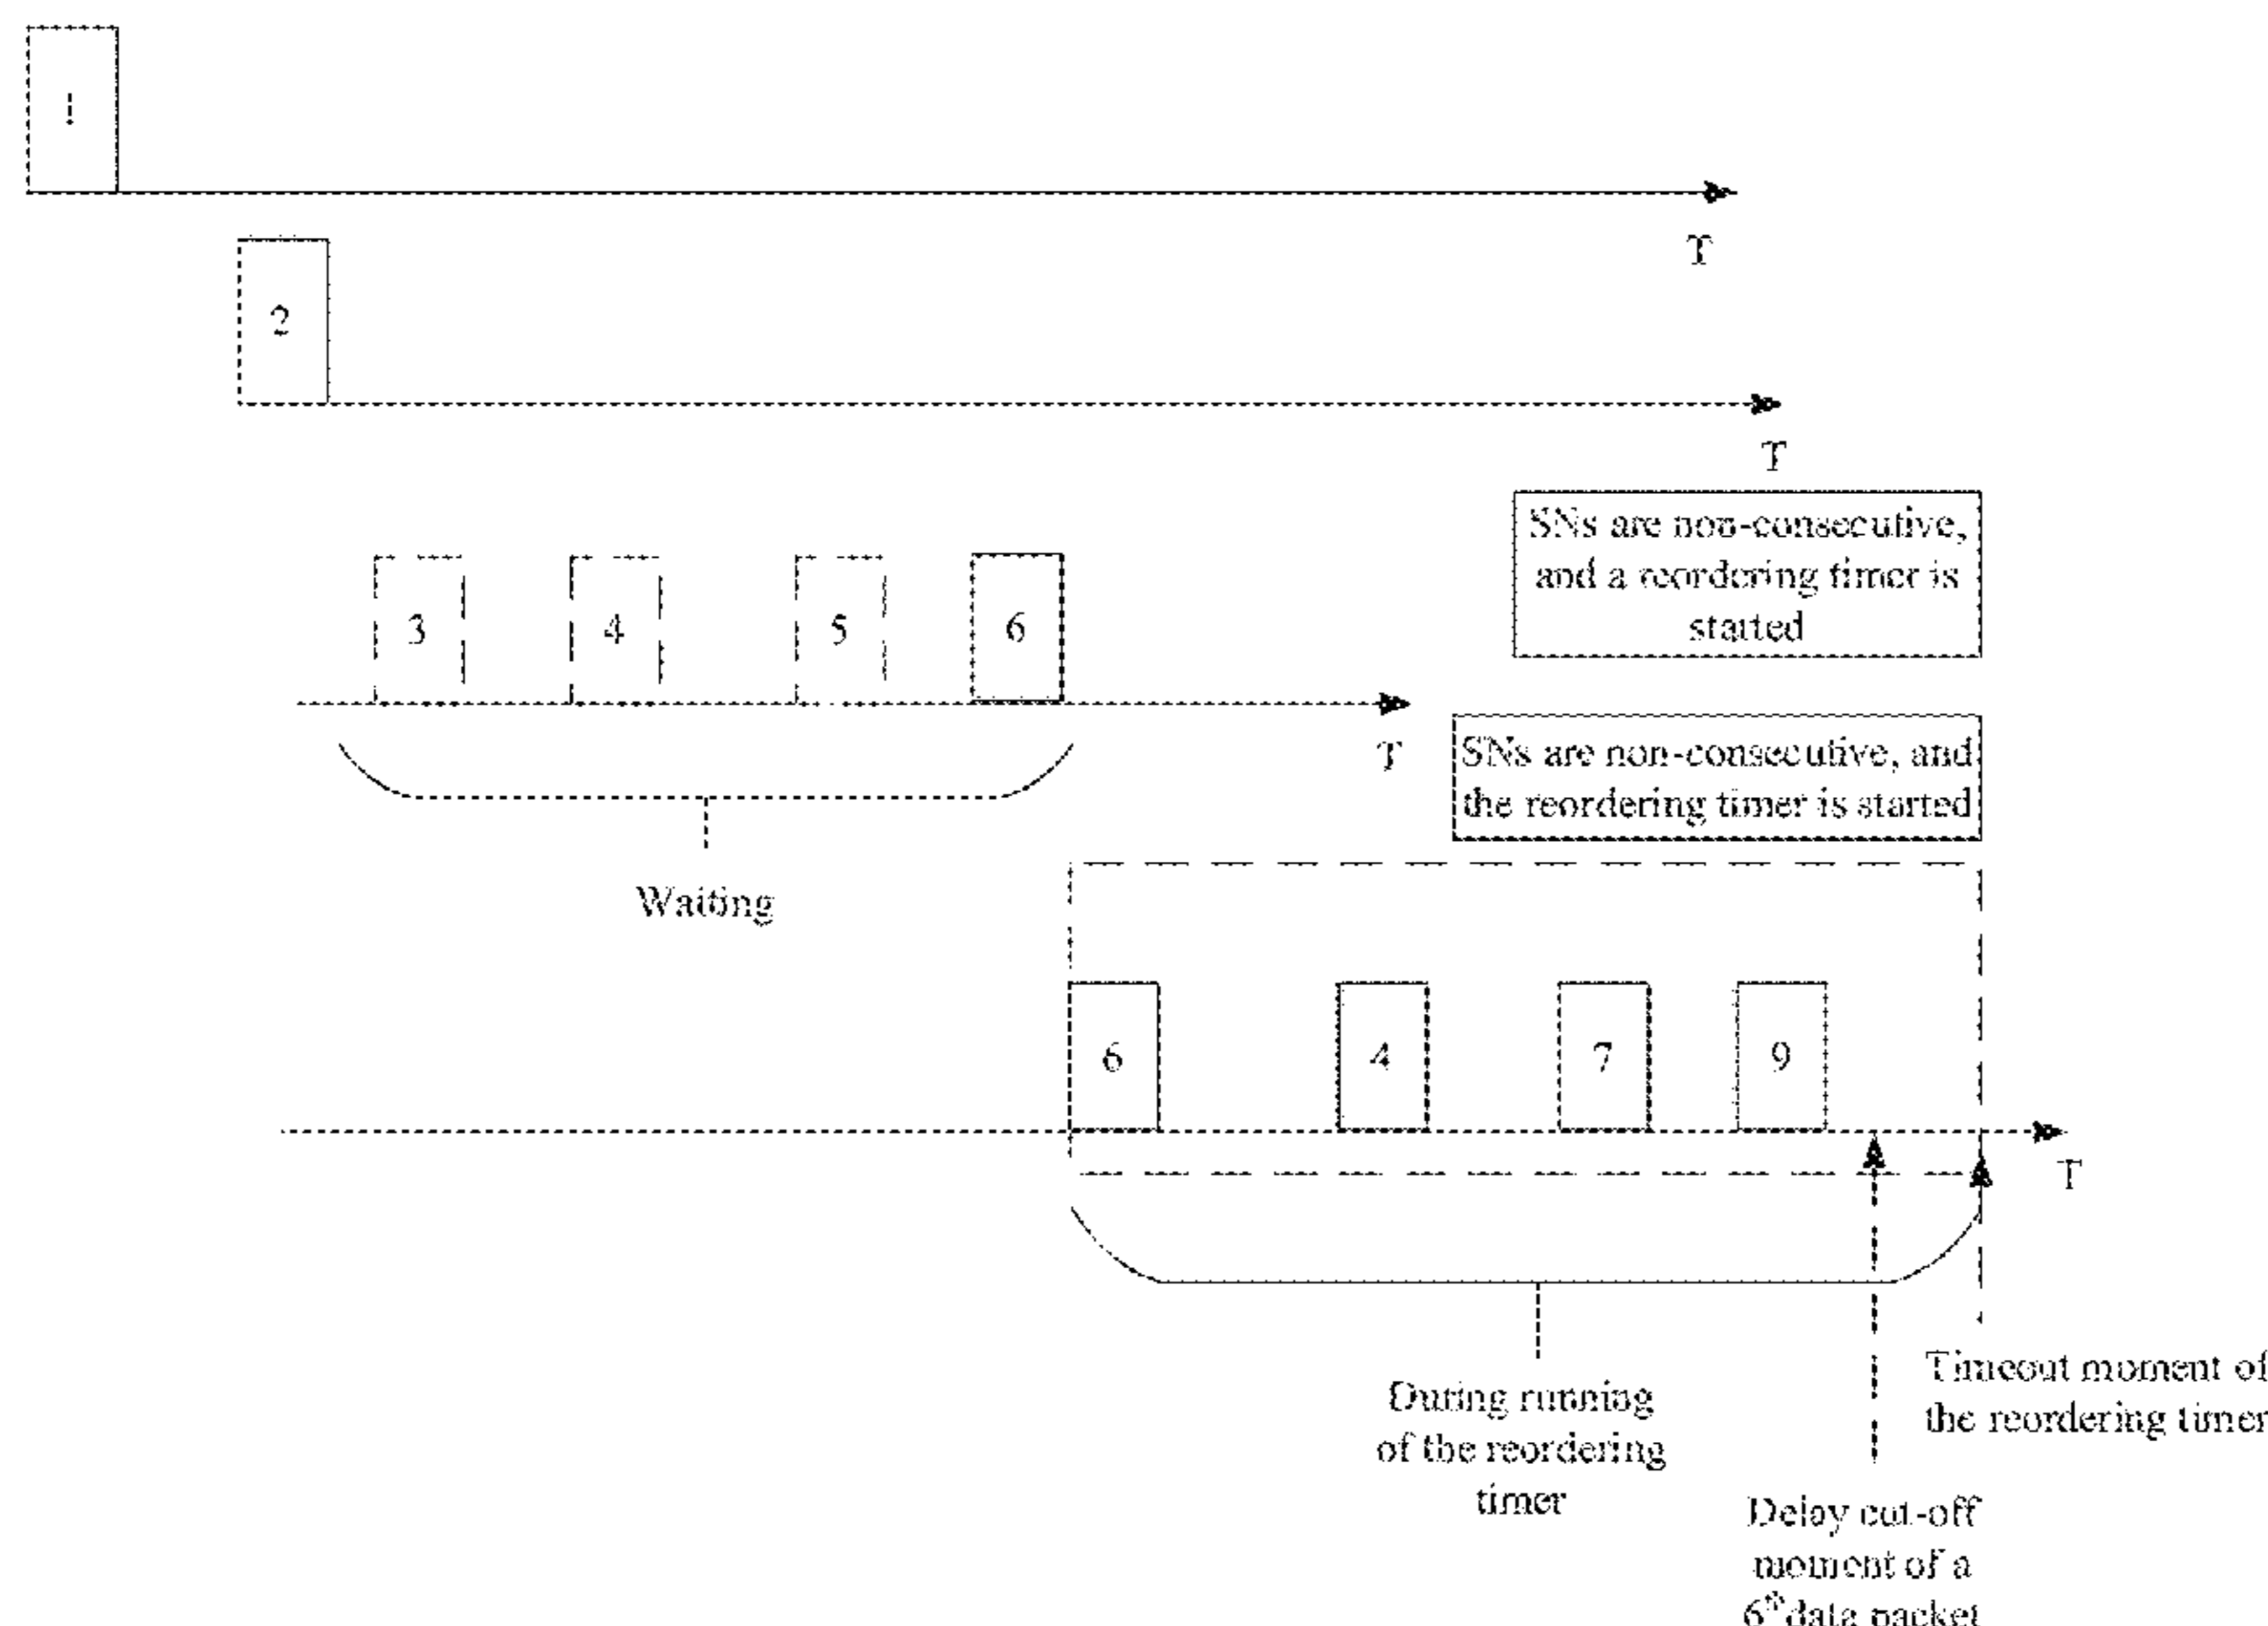 1
T
2
T
SNs are non-consecutive,
and a reordering timer is
started
3
4
5
6
T
SNs are non-consecutive, and
the reordering timer is started
Waiting
6
4
7
9
T
Timeout moment of
the reordering timer
During running
of the reordering
timer
Delay cut-off
moment of a
6th data packet